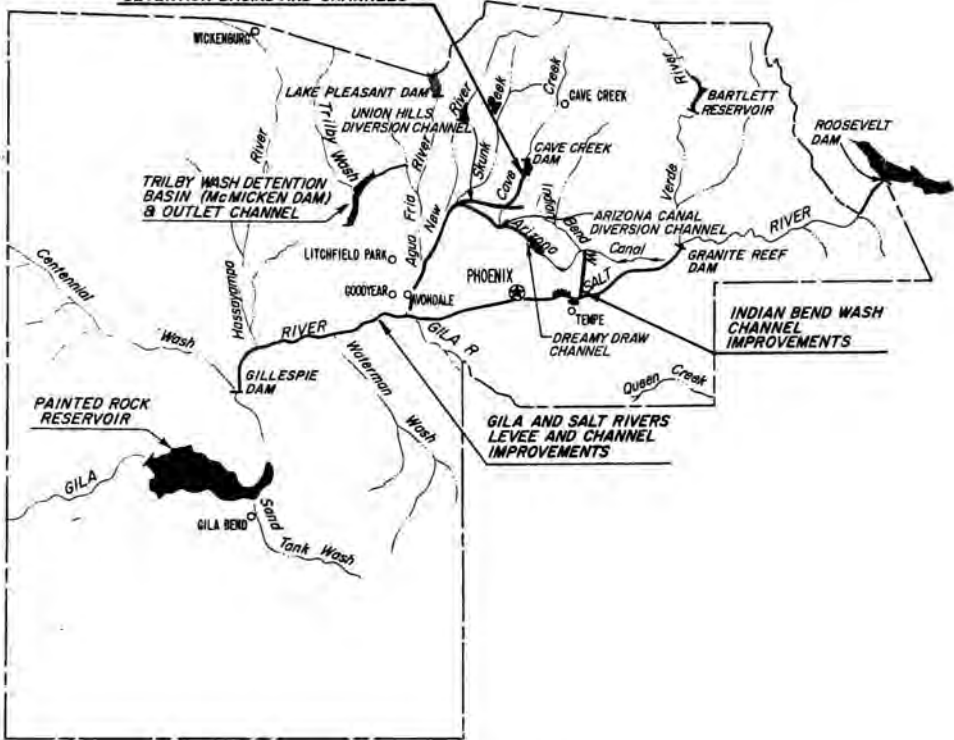 WICKENBURG
LAKE PLEASANT DAM
UNION HILLS
DIVERSION CHANNEL
River
Skunk
Creek
Creek
CAVE CREEK
River
BARTLETT
RESERVOIR
ROOSEVELT
DAM
Trilby Wash
River
River
CAVE CREEK
DAM
Cave
TRILBY WASH DETENTION
BASIN (McMICKEN DAM)
& OUTLET CHANNEL
Agua Fria
New
Indian
Bend
W
Verde
ARIZONA CANAL
DIVERSION CHANNEL
RIVER
Arizona
Canal
GRANITE REEF
DAM
Centennial
Wash
Hassayampa
LITCHFIELD PARK
GOODYEAR
AVONDALE
PHOENIX
SALT
TEMPE
INDIAN BEND WASH
CHANNEL
IMPROVEMENTS
RIVER
GILA R
DREAMY DRAW
CHANNEL
Queen Creek
GILLESPIE
DAM
Waterman
Wash
PAINTED ROCK
RESERVOIR
GILA AND SALT RIVERS
LEVEE AND CHANNEL
IMPROVEMENTS
GILA
GILA BEND
Sand
Tank Wash